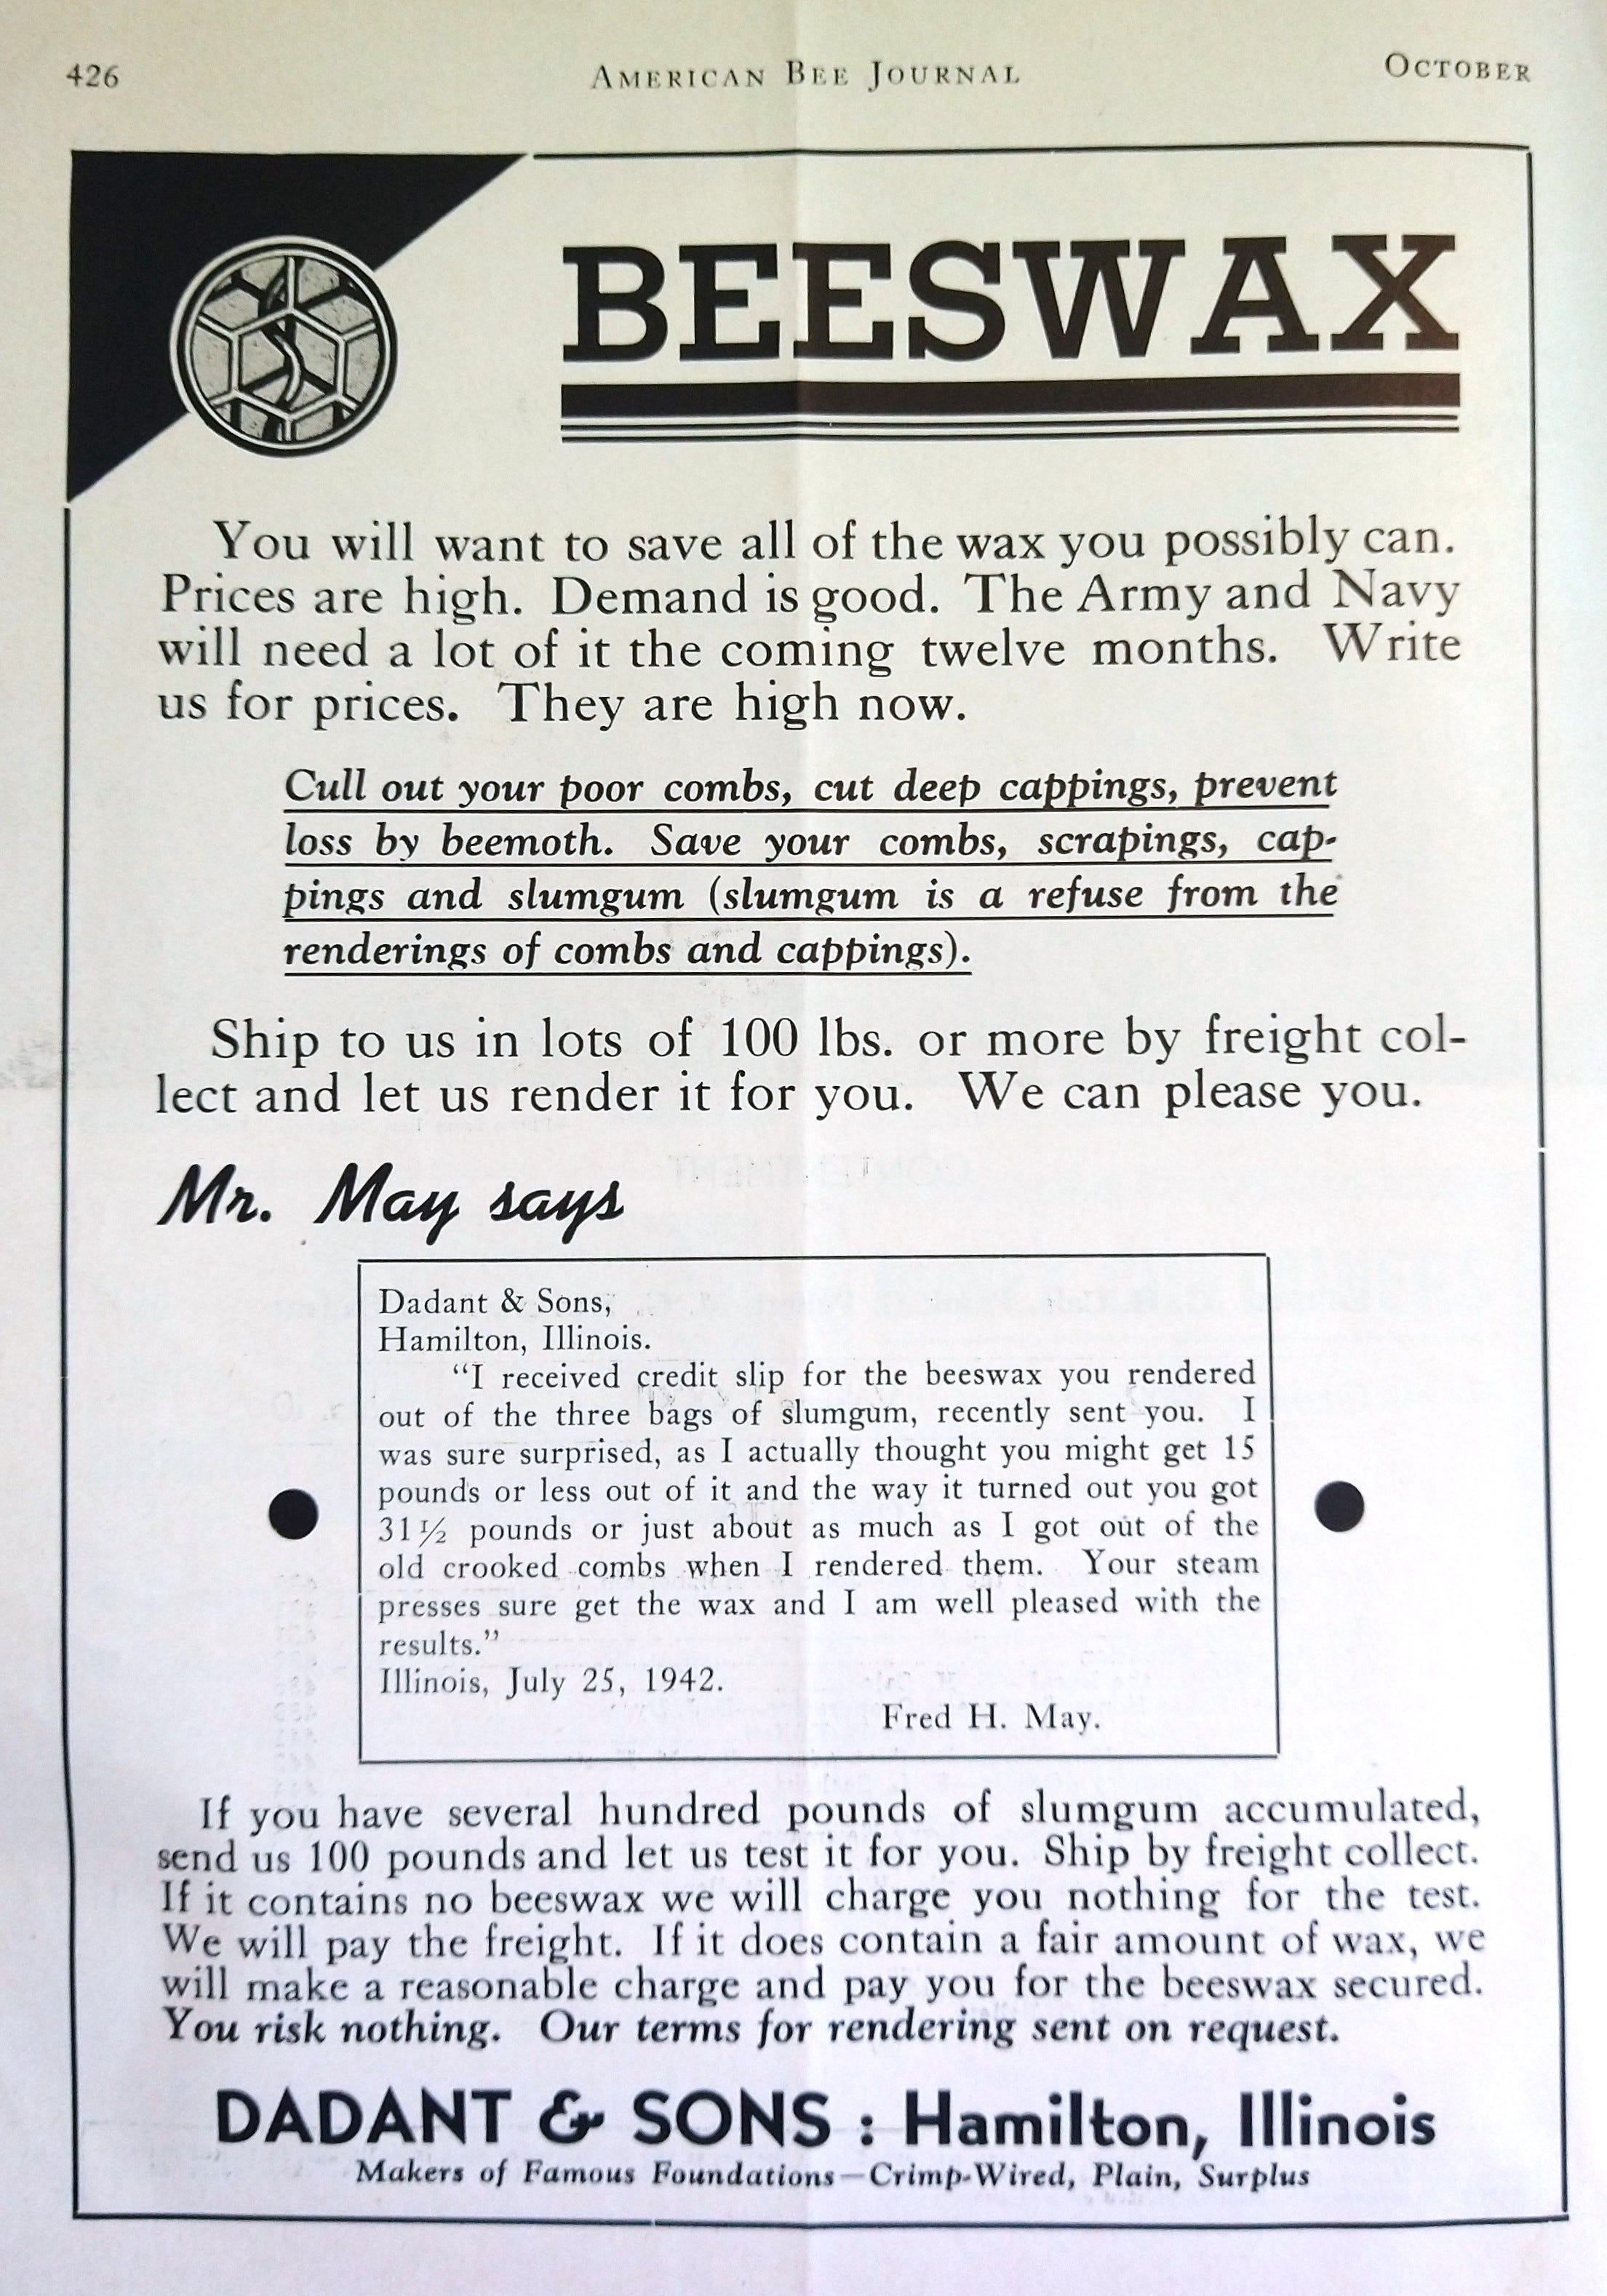 426
AMERICAN BEE JOURNAL
OCTOBER
BEESWAX
You will want to save all of the wax you possibly can.
Prices are high. Demand is good. The Army and Navy
will need a lot of it the coming twelve months. Write
us for prices. They are high now.
Cull out your poor combs, cut deep cappings, prevent
loss by beemoth. Save your combs, scrapings, cap-
pings and slumgum (slumgum is a refuse from the
renderings of combs and cappings).
Ship to us in lots of 100 lbs. or more by freight col-
lect and let us render it for you. We can please you.
Mr. May says
Dadant & Sons,
Hamilton, Illinois.
“I received credit slip for the beeswax you rendered
out of the three bags of slumgum, recently sent you. I
was sure surprised, as I actually thought you might get 15
pounds or less out of it and the way it turned out you got
31½ pounds or just about as much as I got out of the
old crooked combs when I rendered them. Your steam
presses sure get the wax and I am well pleased with the
results.”
Illinois, July 25, 1942.
Fred H. May.
If you have several hundred pounds of slumgum accumulated,
send us 100 pounds and let us test it for you. Ship by freight collect.
If it contains no beeswax we will charge you nothing for the test.
We will pay the freight. If it does contain a fair amount of wax, we
will make a reasonable charge and pay you for the beeswax secured.
You risk nothing. Our terms for rendering sent on request.
DADANT & SONS : Hamilton, Illinois
Makers of Famous Foundations—Crimp-Wired, Plain, Surplus